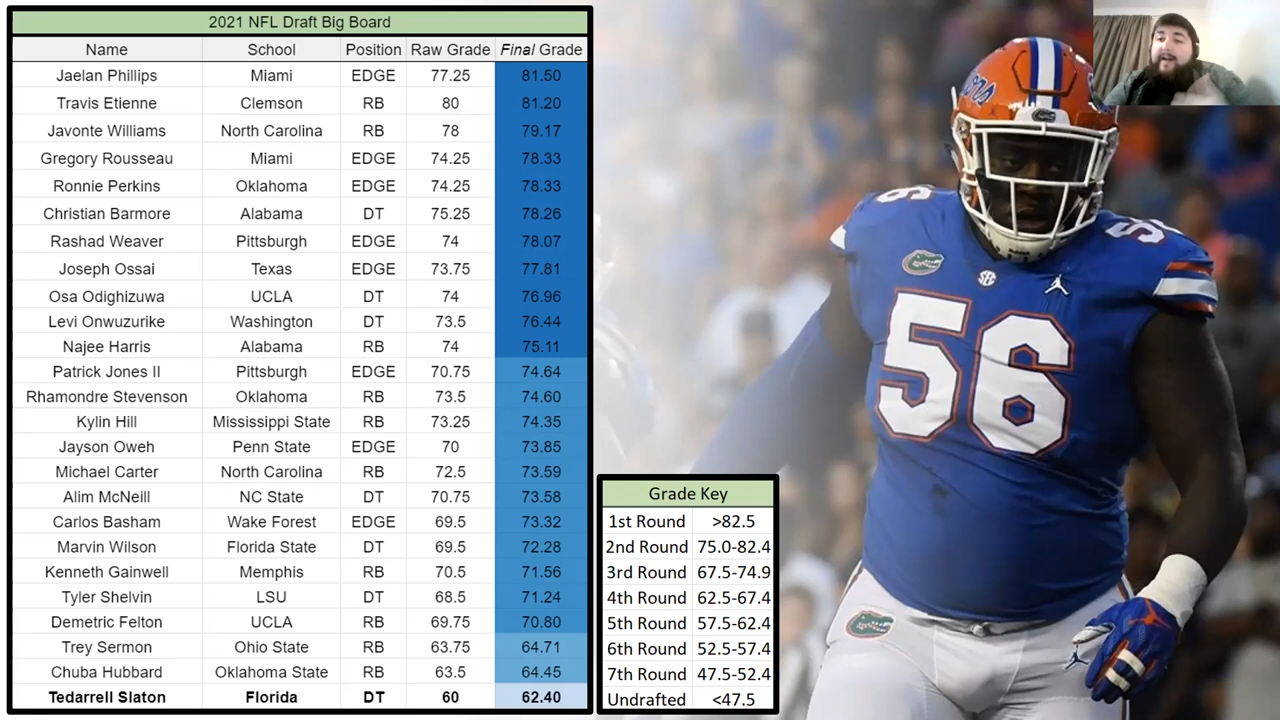 2021 NFL Draft Big Board
Name School Position Raw Grade Final Grade
Jaelan Phillips Miami EDGE 77.25 81.50
Travis Etienne Clemson RB 80 81.20
Javonte Williams North Carolina RB 78 79.17
Gregory Rousseau Miami EDGE 74.25 78.33
Ronnie Perkins Oklahoma EDGE 74.25 78.33
Christian Barmore Alabama DT 75.25 78.26
Rashad Weaver Pittsburgh EDGE 74 78.07
Joseph Ossai Texas EDGE 73.75 77.81
Osa Odighizuwa UCLA DT 74 76.96
Levi Onwuzurike Washington DT 73.5 76.44
Najee Harris Alabama RB 74 75.11
Patrick Jones II Pittsburgh EDGE 70.75 74.64
Rhamondre Stevenson Oklahoma RB 73.5 74.60
Kylin Hill Mississippi State RB 73.25 74.35
Jayson Oweh Penn State EDGE 70 73.85
Michael Carter North Carolina RB 72.5 73.59
Alim McNeill NC State DT 70.75 73.58
Carlos Basham Wake Forest EDGE 69.5 73.32
Marvin Wilson Florida State DT 69.5 72.28
Kenneth Gainwell Memphis RB 70.5 71.56
Tyler Shelvin LSU DT 68.5 71.24
Demetric Felton UCLA RB 69.75 70.80
Trey Sermon Ohio State RB 63.75 64.71
Chuba Hubbard Oklahoma State RB 63.5 64.45
Tedarrell Slaton Florida DT 60 62.40
Grade Key
1st Round >82.5
2nd Round 75.0-82.4
3rd Round 67.5-74.9
4th Round 62.5-67.4
5th Round 57.5-62.4
6th Round 52.5-57.4
7th Round 47.5-52.4
Undrafted <47.5
56
56
56